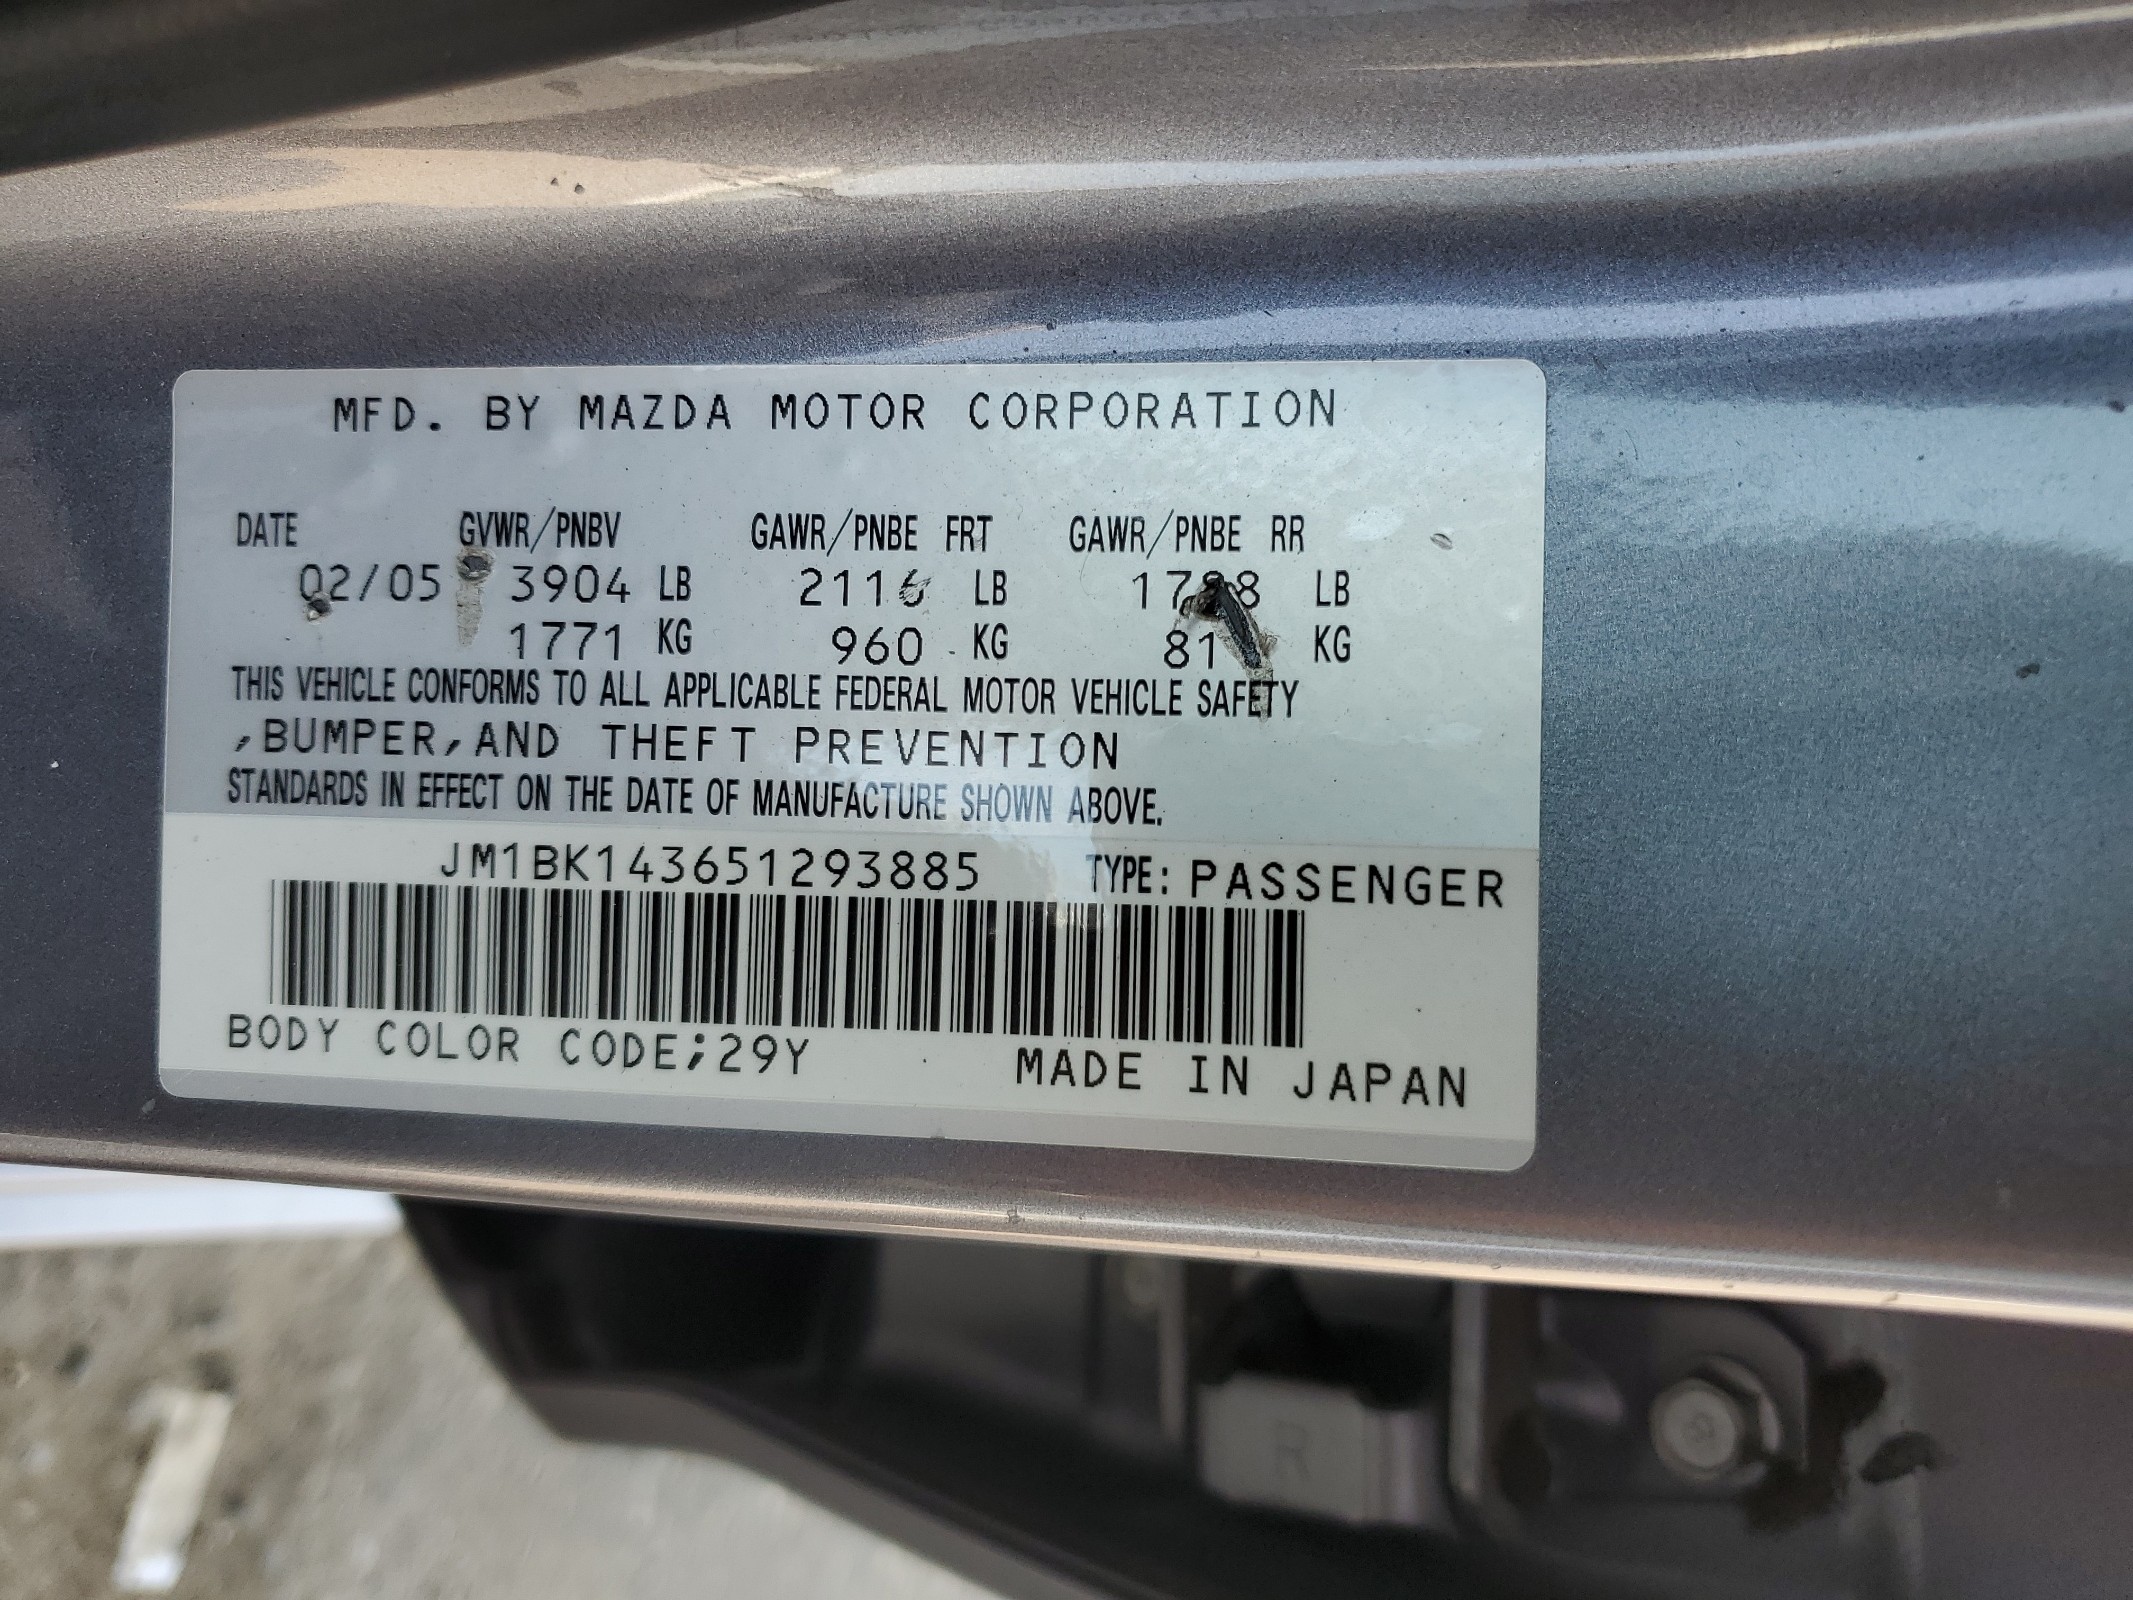 MFD. BY MAZDA MOTOR CORPORATION
DATE GVWR/PNBV GAWR/PNBE FRT GAWR/PNBE RR
02/05 3904 LB 2116 LB LB
1771 KG 960 KG KG
THIS VEHICLE CONFORMS TO ALL APPLICABLE FEDERAL MOTOR VEHICLE SAFETY
,BUMPER,AND THEFT PREVENTION
STANDARDS IN EFFECT ON THE DATE OF MANUFACTURE SHOWN ABOVE.
JM1BK143651293885 TYPE: PASSENGER
BODY COLOR CODE;29Y MADE IN JAPAN
R